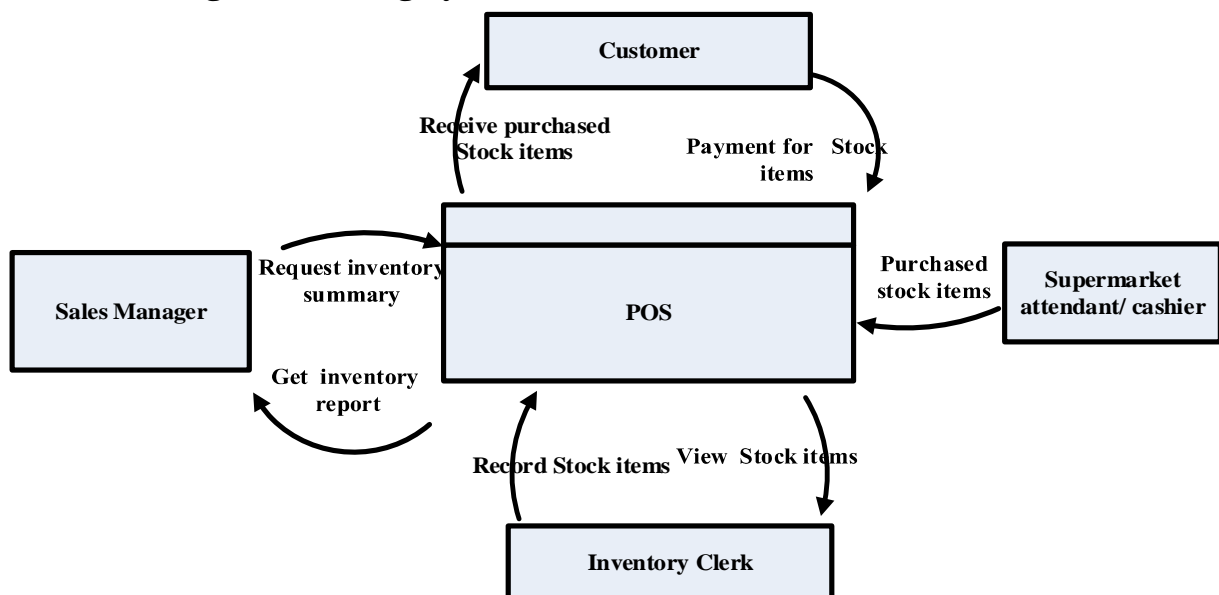 Customer
Receive purchased
Stock items
Payment for Stock
items
Request inventory
summary
Sales Manager
POS
Purchased
stock items
Supermarket
attendant/ cashier
Get inventory
report
Record Stock items
View Stock items
Inventory Clerk